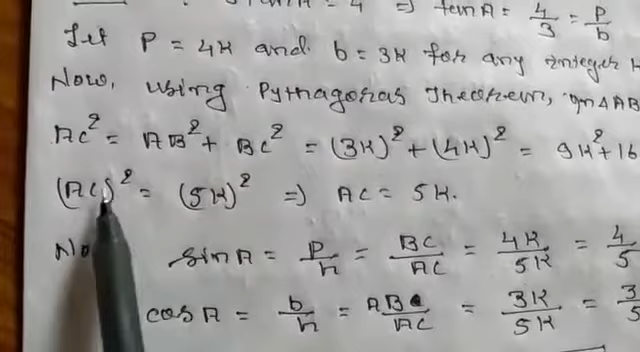 = 4 => tan A = 4/3 = P/b
Let P = 4K and b = 3K for any integer K
Now, using Pythagoras Theorem, in ΔAB
AC² = AB² + BC² = (3K)² + (4K)² = 9K² + 16
(AC)² = (5K)² => AC = 5K.
sin A = P/h = BC/AC = 4K/5K = 4/5
cos A = b/h = AB/AC = 3K/5K = 3/5